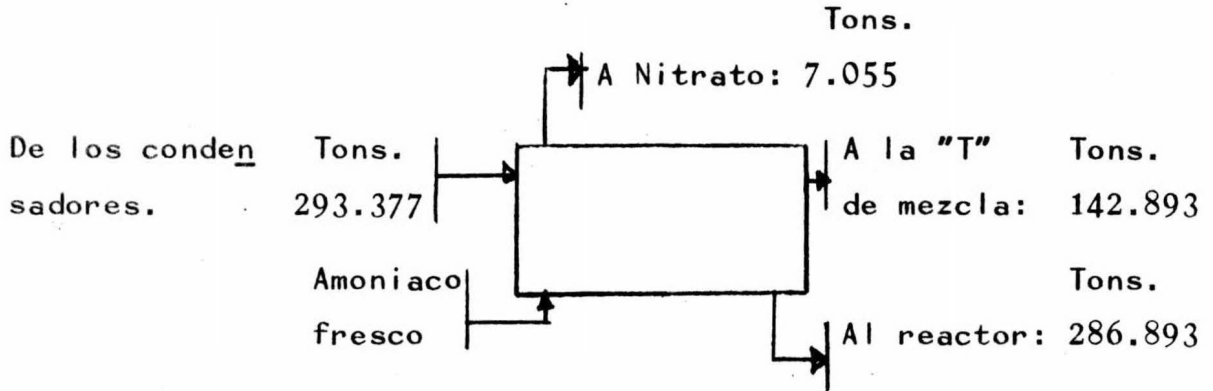 Tons.
A Nitrato: 7.055
De los conden Tons.
sadores. 293.377
A la "T" Tons.
de mezcla: 142.893
Amoniaco
fresco
Tons.
Al reactor: 286.893